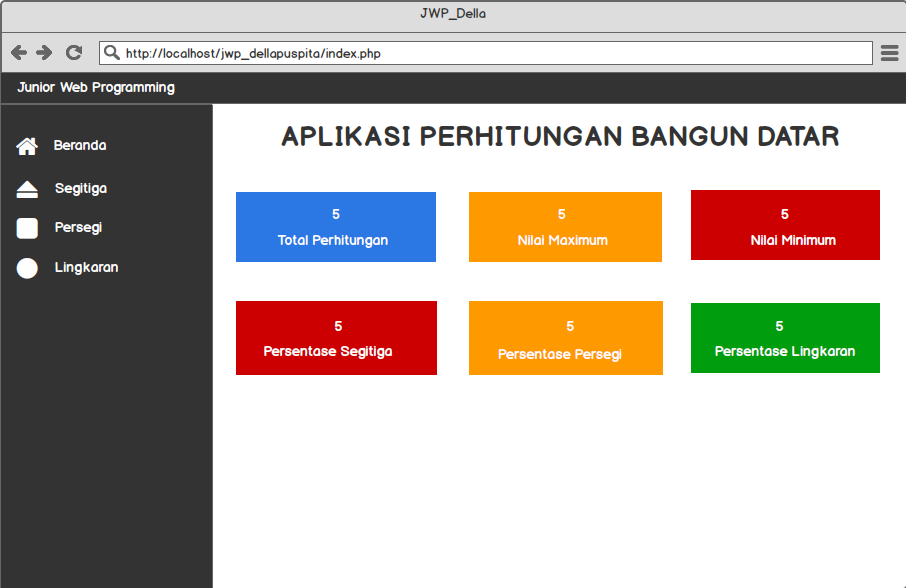 JWP_Della
http://localhost/jwp_dellapuspita/index.php
Junior Web Programming
Beranda
Segitiga
Persegi
Lingkaran
APLIKASI PERHITUNGAN BANGUN DATAR
5
Total Perhitungan
5
Nilai Maximum
5
Nilai Minimum
5
Persentase Segitiga
5
Persentase Persegi
5
Persentase Lingkaran